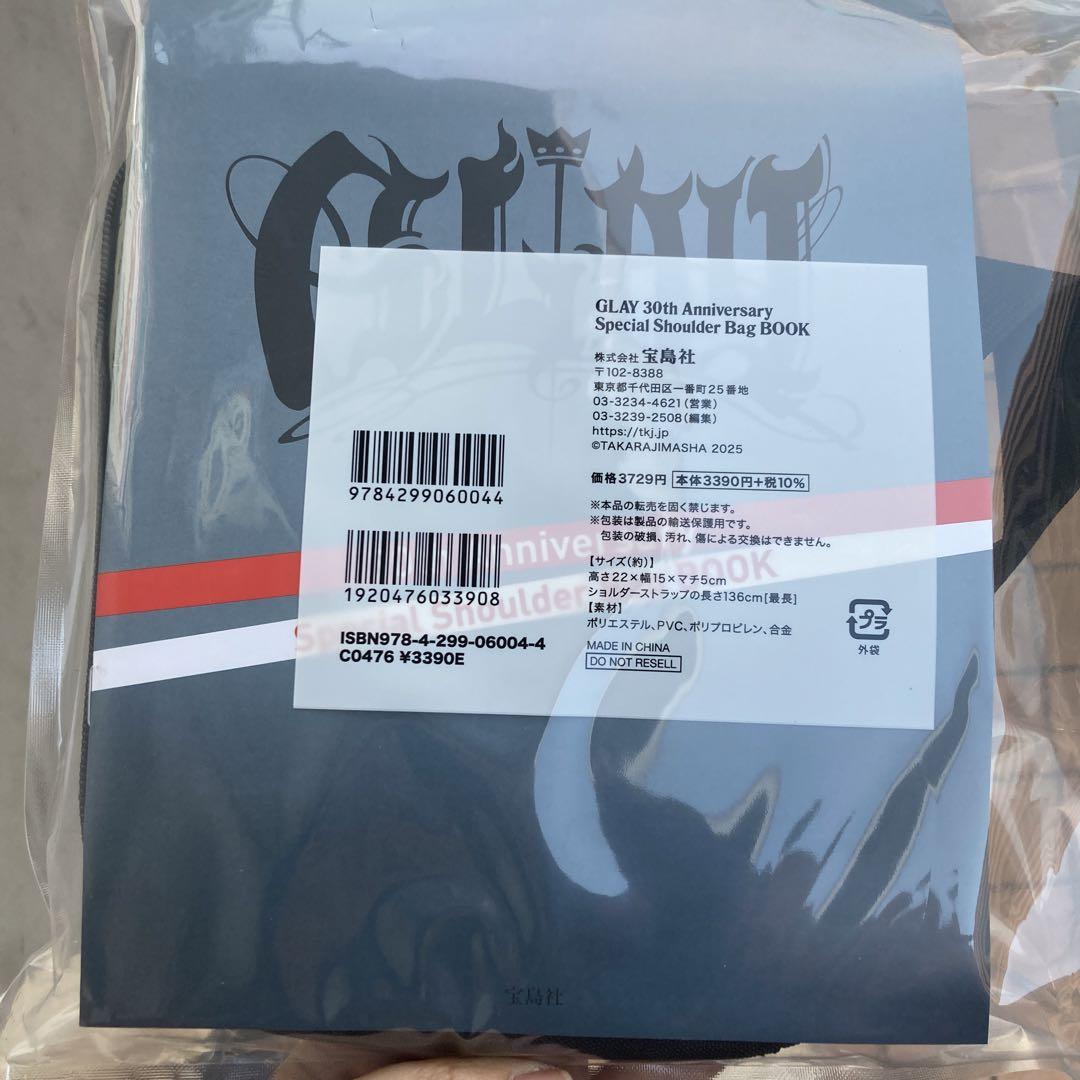 GLAY
GLAY 30th Anniversary
Special Shoulder Bag BOOK
株式会社 宝島社
〒102-8388
東京都千代田区一番町25番地
03-3234-4621(営業)
03-3239-2508(編集)
https://tkj.jp
©TAKARAJIMASHA 2025
価格3729円 本体3390円+税10%
※本品の転売を固く禁じます。
※包装は製品の輸送保護用です。
包装の破損、汚れ、傷による交換はできません。
【サイズ(約)】
高さ22×幅15×マチ5cm
ショルダーストラップの長さ136cm[最長]
【素材】
ポリエステル、PVC、ポリプロピレン、合金
MADE IN CHINA
DO NOT RESELL
プラ
外袋
9784299060044
1920476033908
ISBN978-4-299-06004-4
C0476 ¥3390E
Anniversary
Special Shoulder Bag BOOK
宝島社